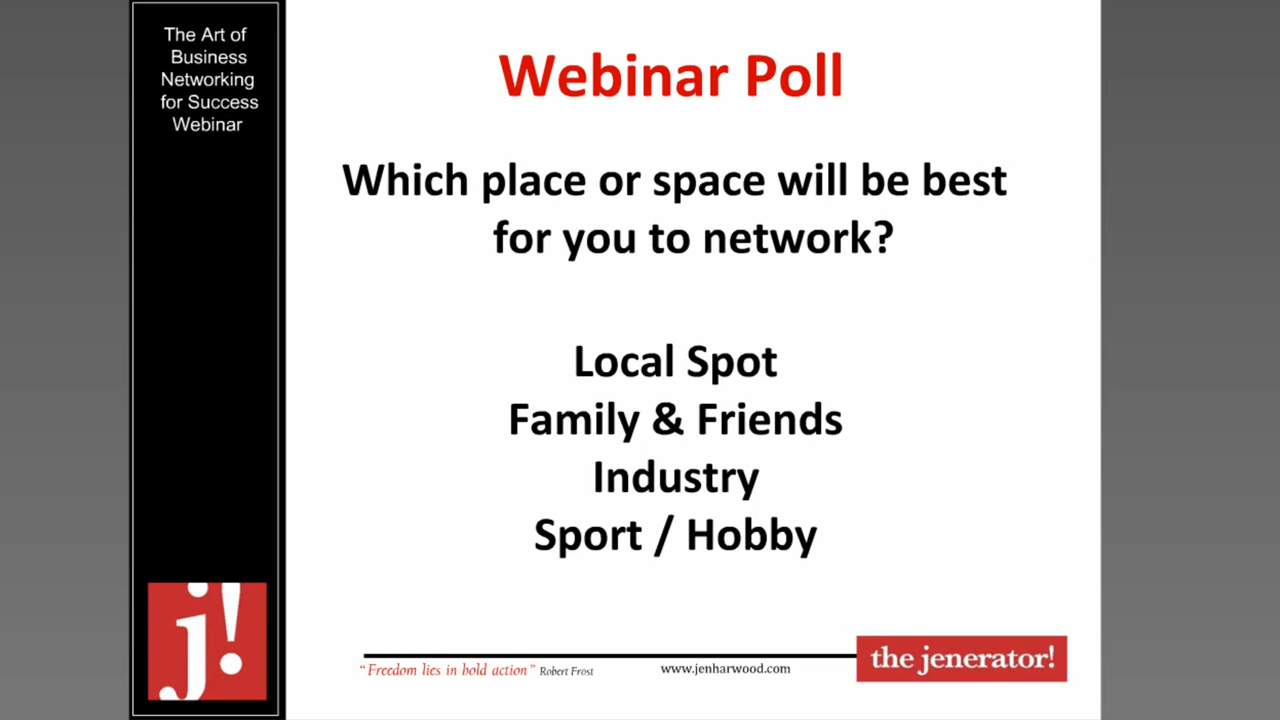 The Art of
Business
Networking
for Success
Webinar
Webinar Poll
Which place or space will be best
for you to network?
Local Spot
Family & Friends
Industry
Sport / Hobby
j!
“Freedom lies in bold action” Robert Frost
www.jenharwood.com
the jenerator!